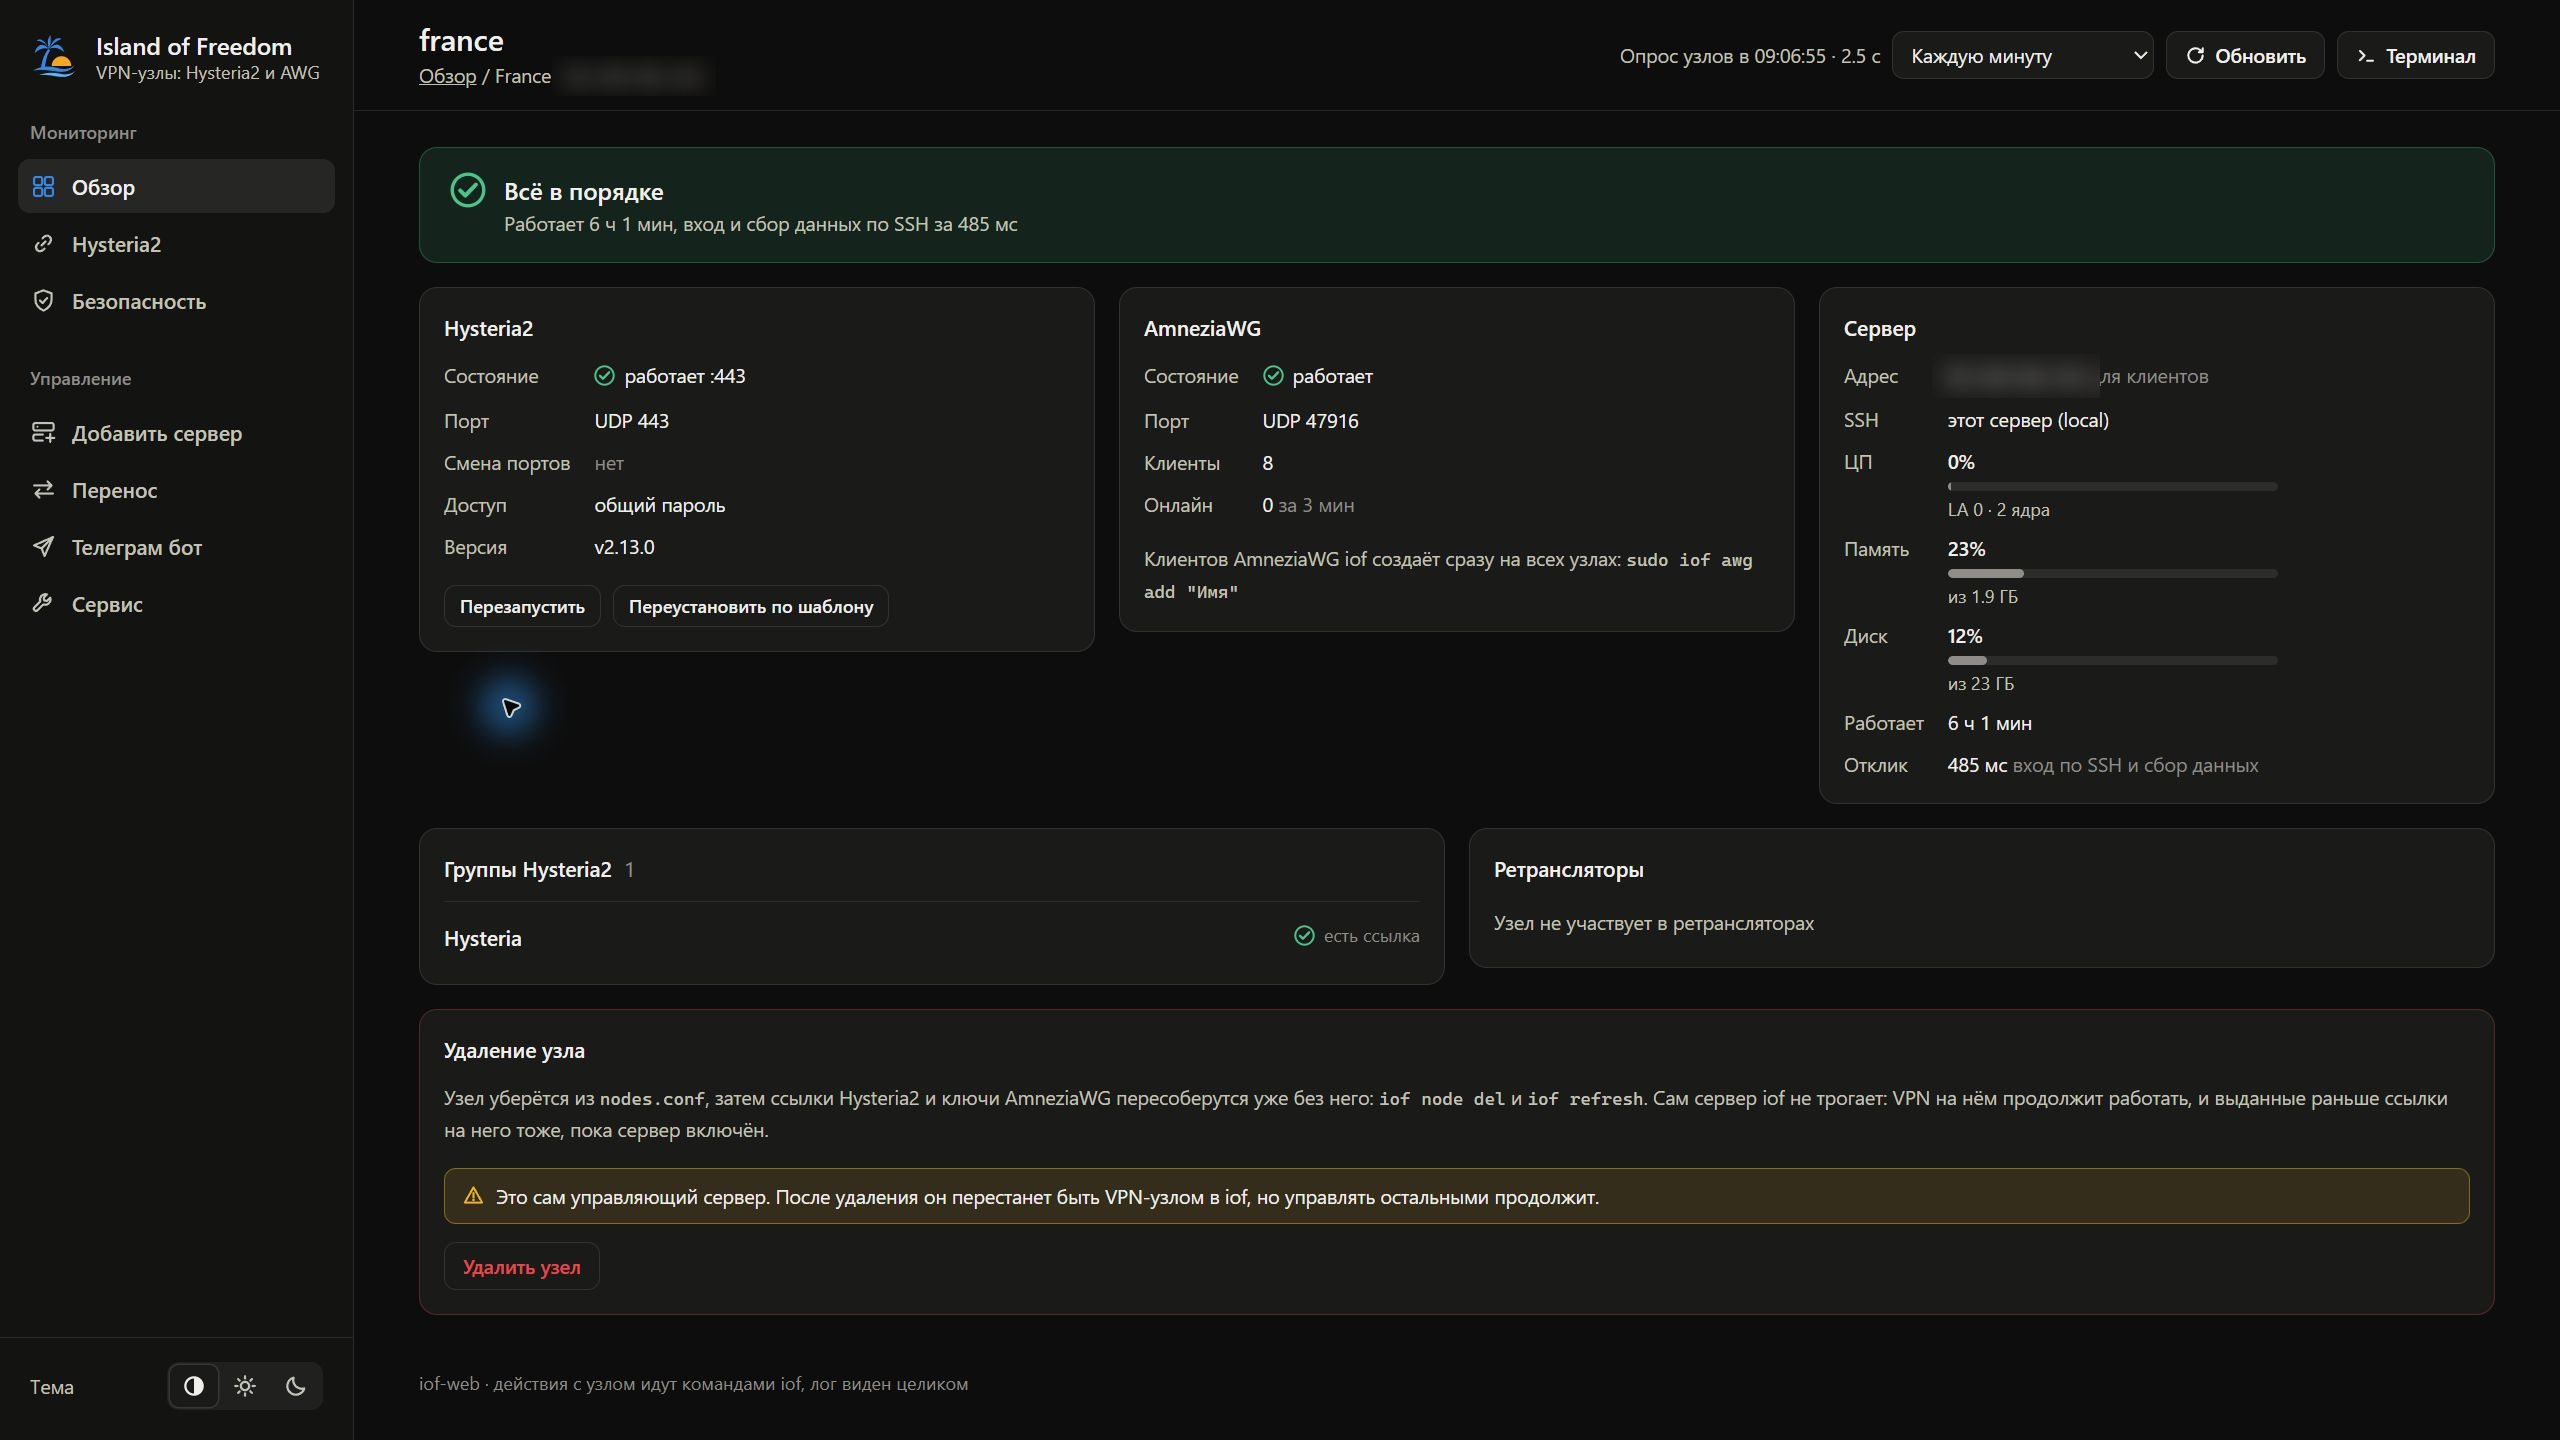 Island of Freedom
VPN-узлы: Hysteria2 и AWG
Мониторинг
Обзор
Hysteria2
Безопасность
Управление
Добавить сервер
Перенос
Телеграм бот
Сервис
Тема
france
Обзор / France
Опрос узлов в 09:06:55 · 2.5 с
Каждую минуту
Обновить
Терминал
Всё в порядке
Работает 6 ч 1 мин, вход и сбор данных по SSH за 485 мс
Hysteria2
Состояние работает :443
Порт UDP 443
Смена портов нет
Доступ общий пароль
Версия v2.13.0
Перезапустить
Переустановить по шаблону
AmneziaWG
Состояние работает
Порт UDP 47916
Клиенты 8
Онлайн 0 за 3 мин
Клиентов AmneziaWG iof создаёт сразу на всех узлах: sudo iof awg
add "Имя"
Сервер
Адрес ля клиентов
SSH этот сервер (local)
ЦП 0%
LA 0 · 2 ядра
Память 23%
из 1.9 ГБ
Диск 12%
из 23 ГБ
Работает 6 ч 1 мин
Отклик 485 мс вход по SSH и сбор данных
Группы Hysteria2 1
Hysteria есть ссылка
Ретрансляторы
Узел не участвует в ретрансляторах
Удаление узла
Узел уберётся из nodes.conf, затем ссылки Hysteria2 и ключи AmneziaWG пересоберутся уже без него: iof node del и iof refresh. Сам сервер iof не трогает: VPN на нём продолжит работать, и выданные раньше ссылки
на него тоже, пока сервер включён.
Это сам управляющий сервер. После удаления он перестанет быть VPN-узлом в iof, но управлять остальными продолжит.
Удалить узел
iof-web · действия с узлом идут командами iof, лог виден целиком